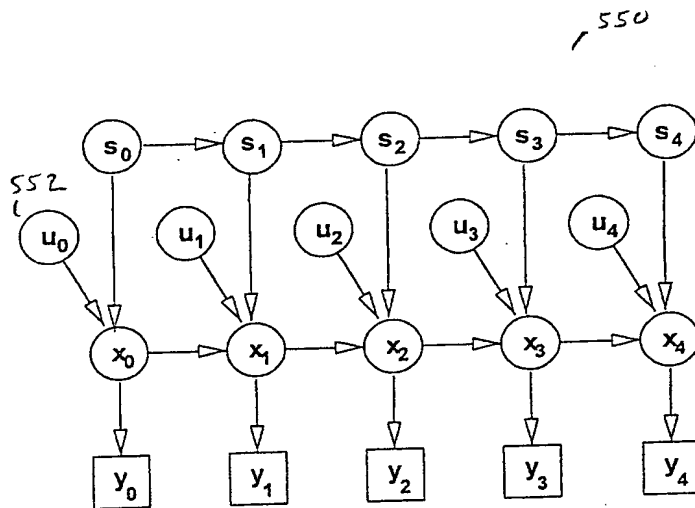 550
s₀ s₁ s₂ s₃ s₄
552
u₀ u₁ u₂ u₃ u₄
x₀ x₁ x₂ x₃ x₄
y₀ y₁ y₂ y₃ y₄